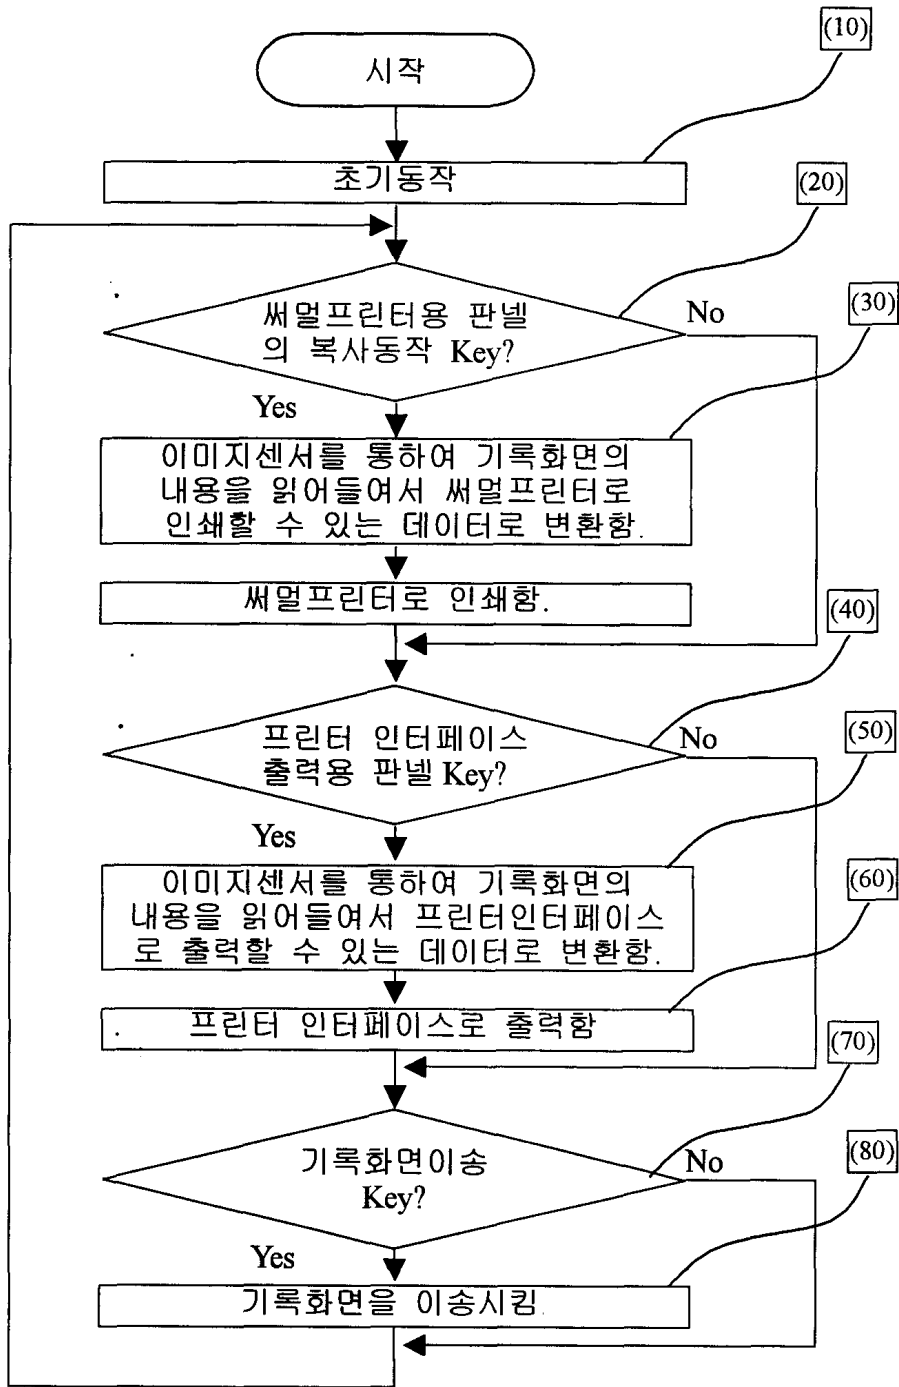 (10)
시작
초기동작
(20)
써멀프린터용 판넬
의 복사동작 Key?
No
(30)
Yes
이미지센서를 통하여 기록화면의
내용을 읽어들여서 써멀프린터로
인쇄할 수 있는 데이터로 변환함.
써멀프린터로 인쇄함.
(40)
프린터 인터페이스
출력용 판넬 Key?
No
(50)
Yes
이미지센서를 통하여 기록화면의
내용을 읽어들여서 프린터인터페이스
로 출력할 수 있는 데이터로 변환함.
(60)
프린터 인터페이스로 출력함
(70)
기록화면이송
Key?
No
(80)
Yes
기록화면을 이송시킴.